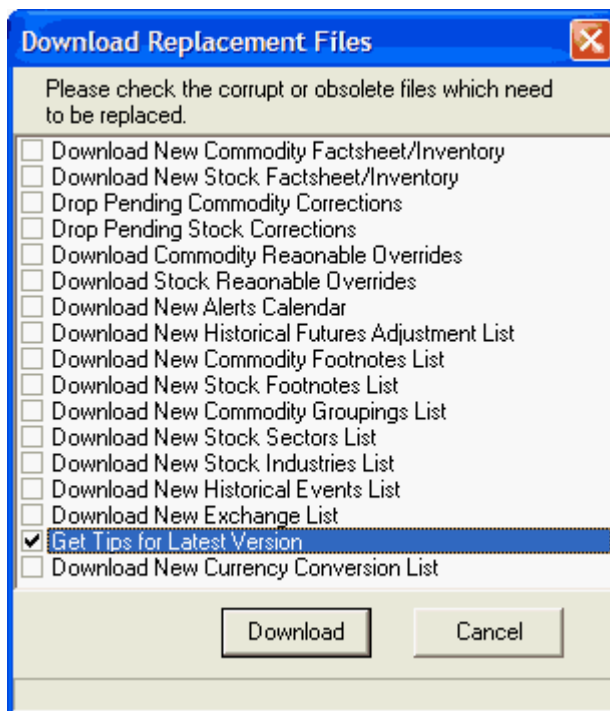 Download Replacement Files
Please check the corrupt or obsolete files which need
to be replaced.
Download New Commodity Factsheet/Inventory
Download New Stock Factsheet/Inventory
Drop Pending Commodity Corrections
Drop Pending Stock Corrections
Download Commodity Reaonable Overrides
Download Stock Reaonable Overrides
Download New Alerts Calendar
Download New Historical Futures Adjustment List
Download New Commodity Footnotes List
Download New Stock Footnotes List
Download New Commodity Groupings List
Download New Stock Sectors List
Download New Stock Industries List
Download New Historical Events List
Download New Exchange List
Get Tips for Latest Version
Download New Currency Conversion List
Download Cancel